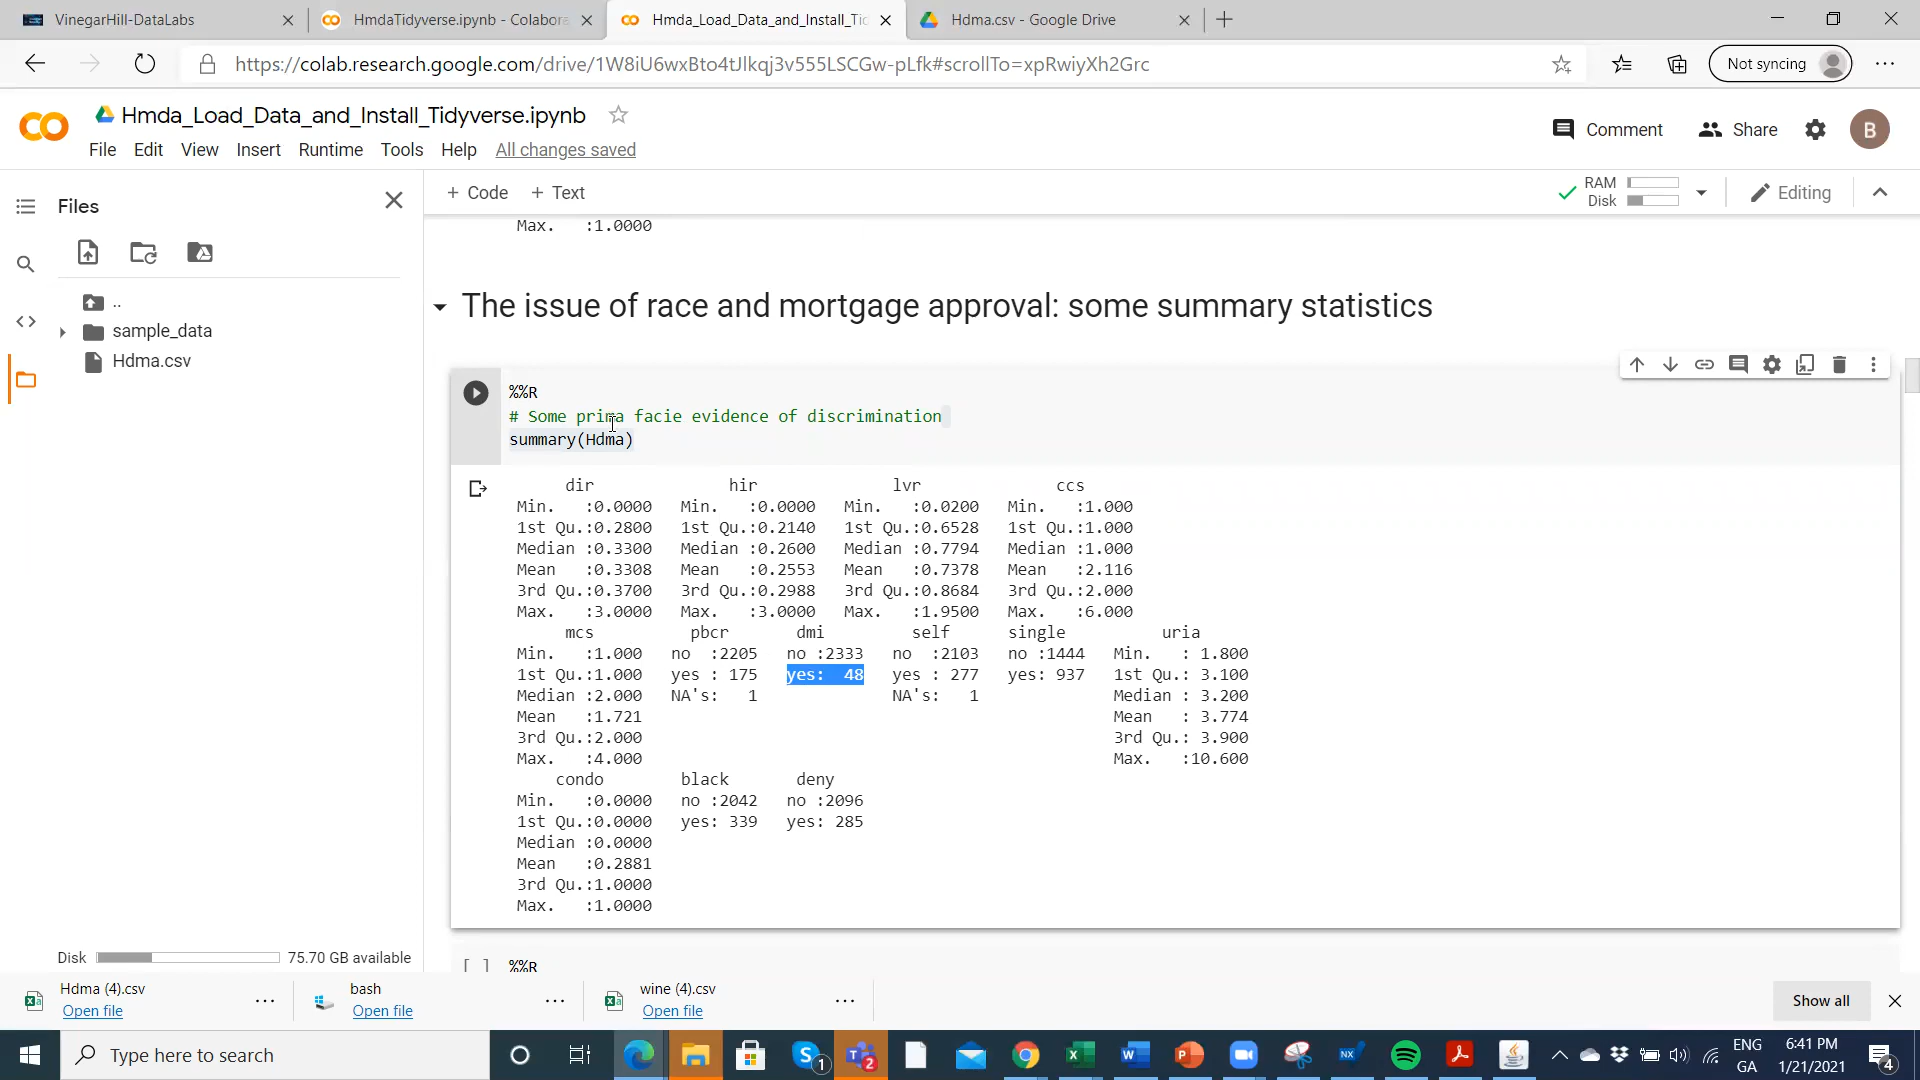 VinegarHill-DataLabs
HmdaTidyverse.ipynb - Colabora
Hmda_Load_Data_and_Install_Tid
Hdma.csv - Google Drive
https://colab.research.google.com/drive/1W8iU6wxBto4tJlkqj3v555LSCGw-pLfk#scrollTo=xpRwiyXh2Grc
Not syncing
Hmda_Load_Data_and_Install_Tidyverse.ipynb
Comment
Share
B
File Edit View Insert Runtime Tools Help All changes saved
Files
+ Code + Text
RAM
Disk
Editing
..
sample_data
Hdma.csv
Max. :1.0000
The issue of race and mortgage approval: some summary statistics
%%R
# Some prima facie evidence of discrimination
summary(Hdma)
dir hir lvr ccs
Min. :0.0000 Min. :0.0000 Min. :0.0200 Min. :1.000
1st Qu.:0.2800 1st Qu.:0.2140 1st Qu.:0.6528 1st Qu.:1.000
Median :0.3300 Median :0.2600 Median :0.7794 Median :1.000
Mean :0.3308 Mean :0.2553 Mean :0.7378 Mean :2.116
3rd Qu.:0.3700 3rd Qu.:0.2988 3rd Qu.:0.8684 3rd Qu.:2.000
Max. :3.0000 Max. :3.0000 Max. :1.9500 Max. :6.000
mcs pbcr dmi self single uria
Min. :1.000 no :2205 no :2333 no :2103 no :1444 Min. : 1.800
1st Qu.:1.000 yes : 175 yes: 48 yes : 277 yes: 937 1st Qu.: 3.100
Median :2.000 NA's: 1 NA's: 1 Median : 3.200
Mean :1.721 Mean : 3.774
3rd Qu.:2.000 3rd Qu.: 3.900
Max. :4.000 Max. :10.600
condo black deny
Min. :0.0000 no :2042 no :2096
1st Qu.:0.0000 yes: 339 yes: 285
Median :0.0000
Mean :0.2881
3rd Qu.:1.0000
Max. :1.0000
Disk 75.70 GB available
[ ] %%R
Hdma (4).csv
Open file
bash
Open file
wine (4).csv
Open file
Show all
Type here to search
1
2
ENG
GA
6:41 PM
1/21/2021
4